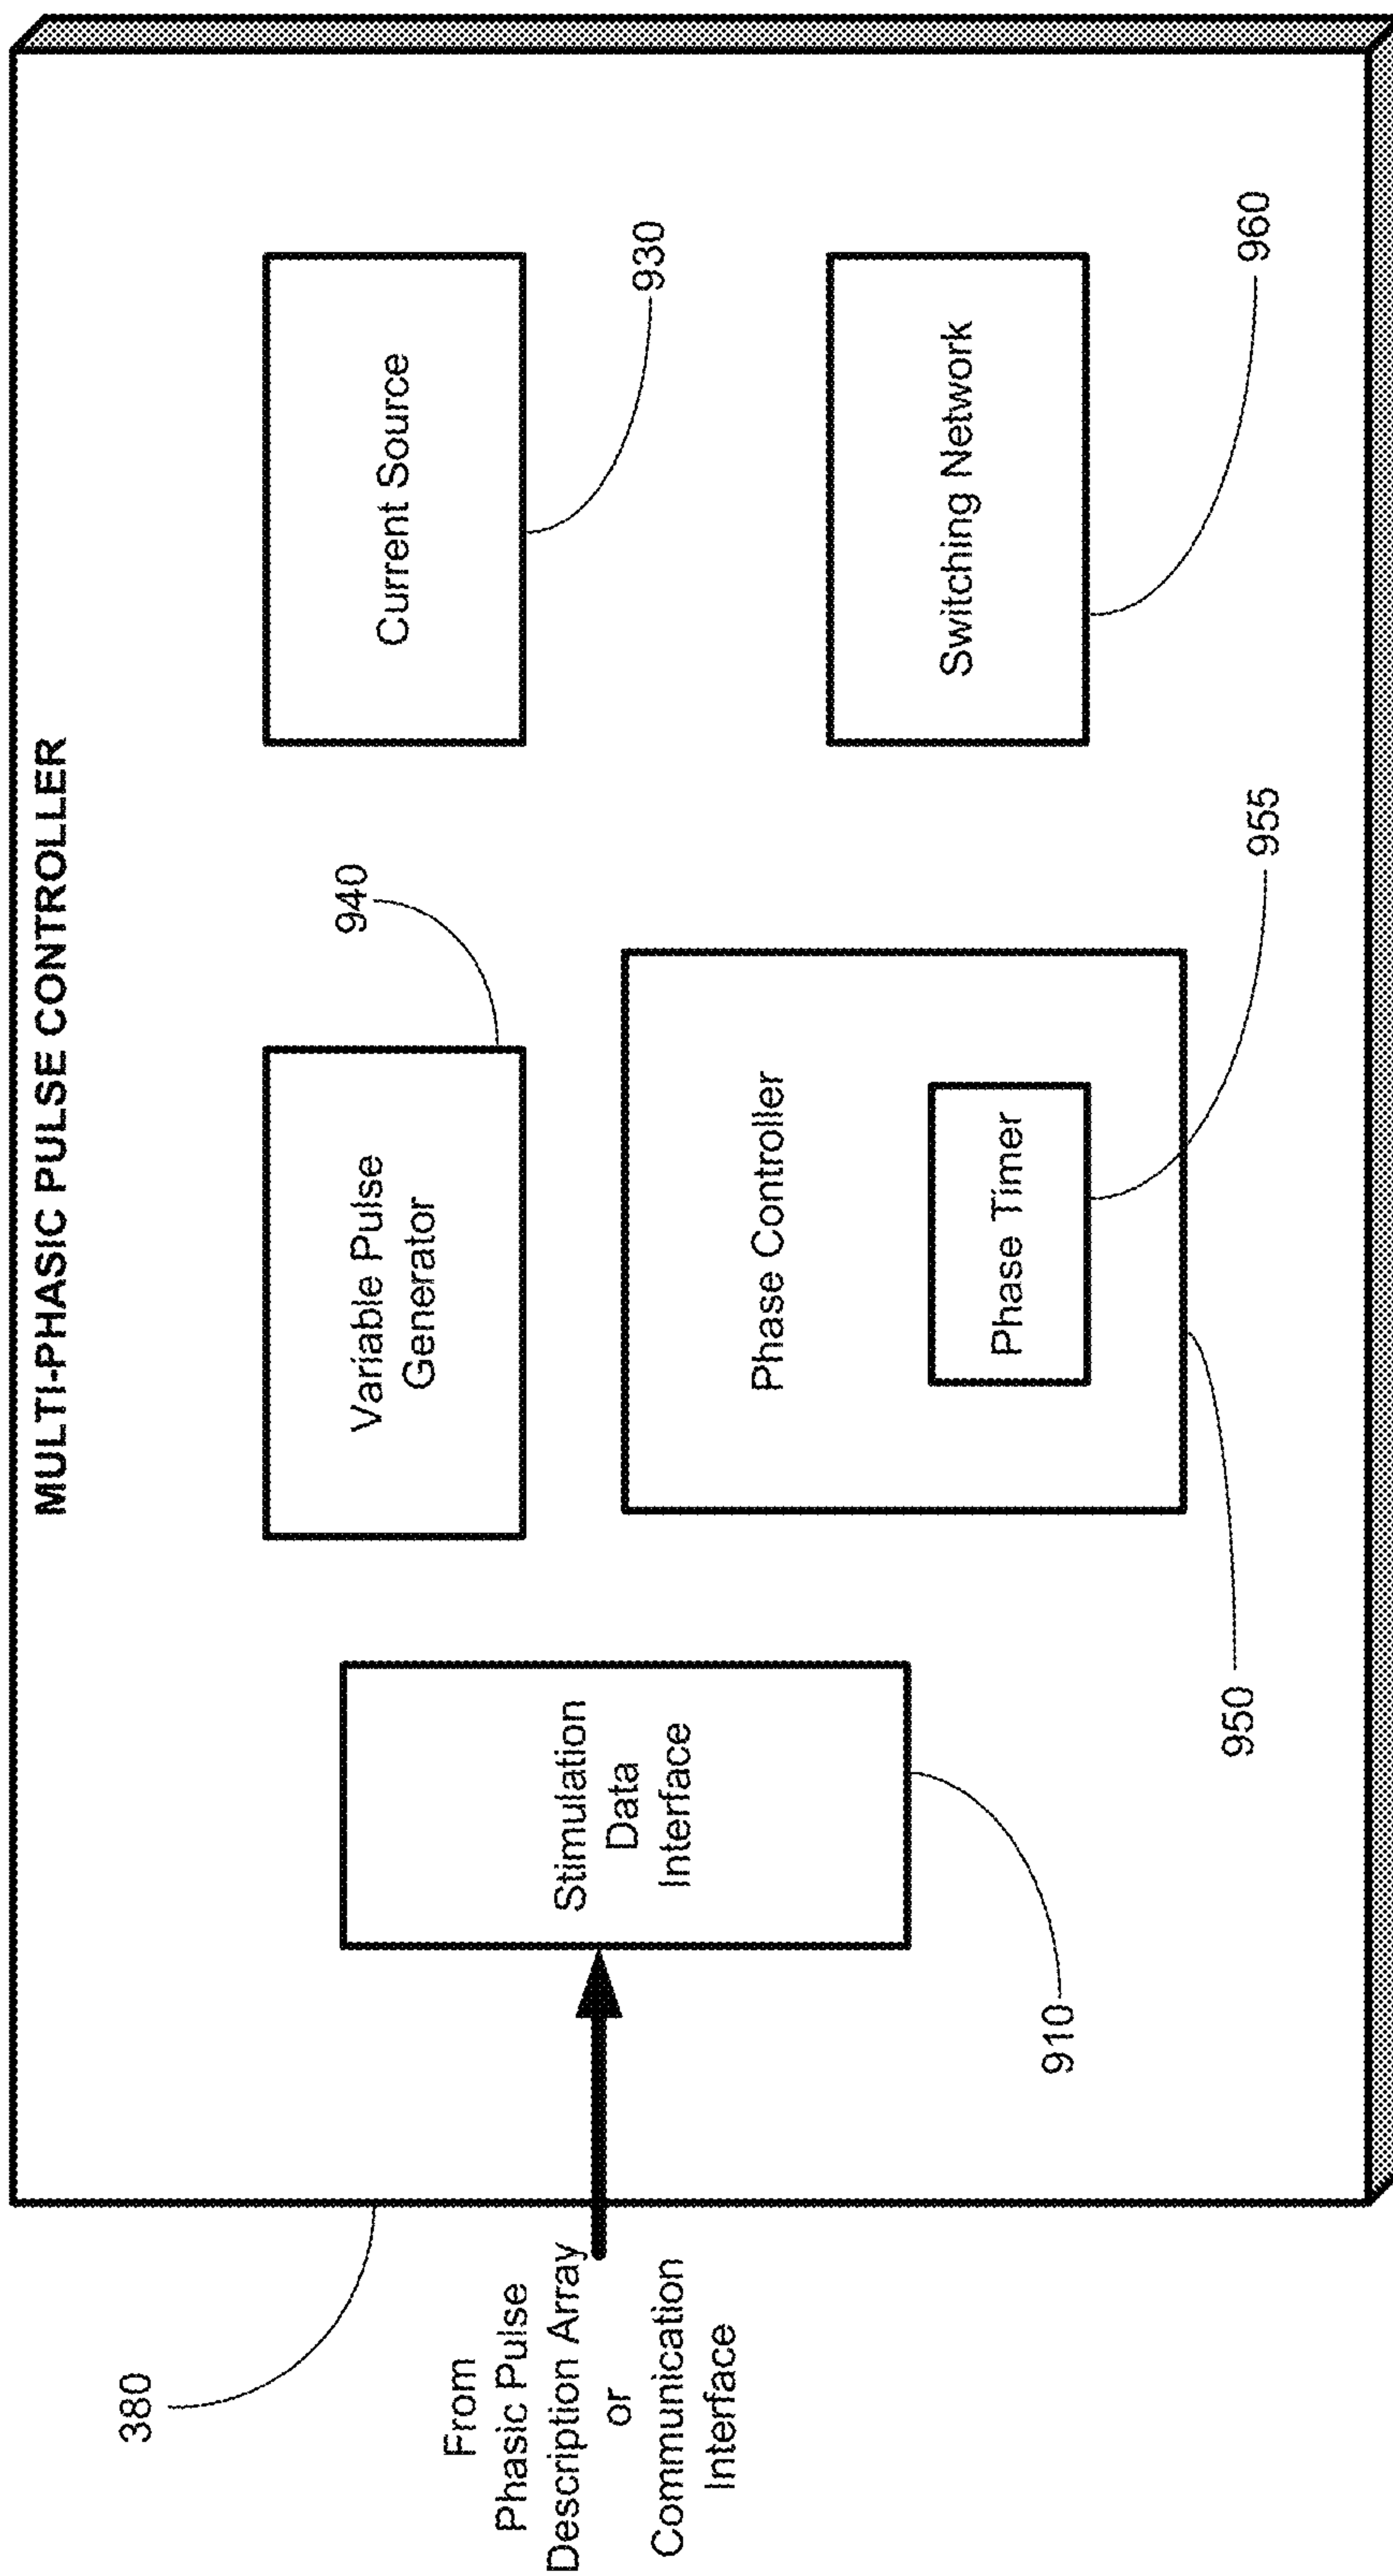 MULTI-PHASIC PULSE CONTROLLER
380
From
Phasic Pulse
Description Array
or
Communication
Interface
Stimulation
Data
Interface
910
Variable Pulse
Generator
940
Phase Controller
Phase Timer
950
955
Current Source
930
Switching Network
960